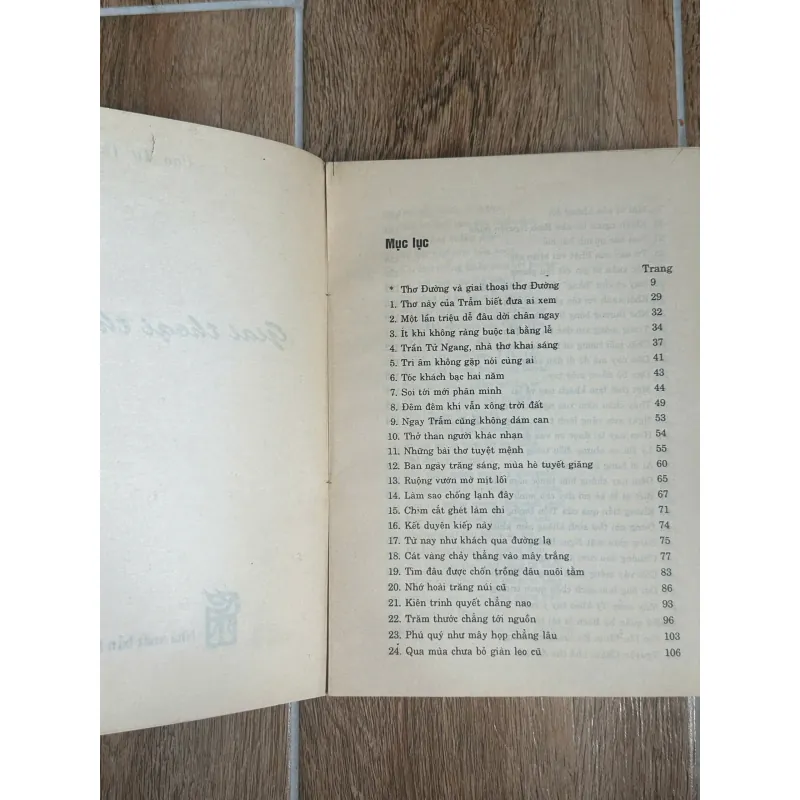 Giai thoại th
Nhà xuất bản
Mục lục
Trang
* Thơ Đường và giai thoại thơ Đường 9
1. Thơ này của Trẫm biết đưa ai xem 29
2. Một lần triệu dễ đâu dời chân ngay 32
3. Ít khi không ràng buộc ta bằng lễ 34
4. Trần Tử Ngang, nhà thơ khai sáng 37
5. Tri âm không gặp nói cùng ai 41
6. Tóc khách bạc hai năm 43
7. Soi tới mới phân minh 44
8. Đêm đêm khí vẫn xông trời đất 49
9. Ngay Trẫm cũng không dám can 53
10. Thở than người khác nhạn 54
11. Những bài thơ tuyệt mệnh 55
12. Ban ngày trăng sáng, mùa hè tuyết giăng 60
13. Ruộng vườn mờ mịt lối 65
14. Làm sao chống lạnh đây 67
15. Chơm cắt ghét làm chi 71
16. Kết duyên kiếp này 74
17. Từ nay như khách qua đường lạ 75
18. Cát vàng chảy thẳng vào mây trắng 77
19. Tìm đâu được chốn trồng dâu nuôi tằm 83
20. Nhớ hoài trăng núi cũ 86
21. Kiên trinh quyết chẳng nao 93
22. Trăm thước chẳng tới nguồn 96
23. Phú quý như mây họp chẳng lâu 103
24. Qua mùa chưa bỏ giàn leo cũ 106